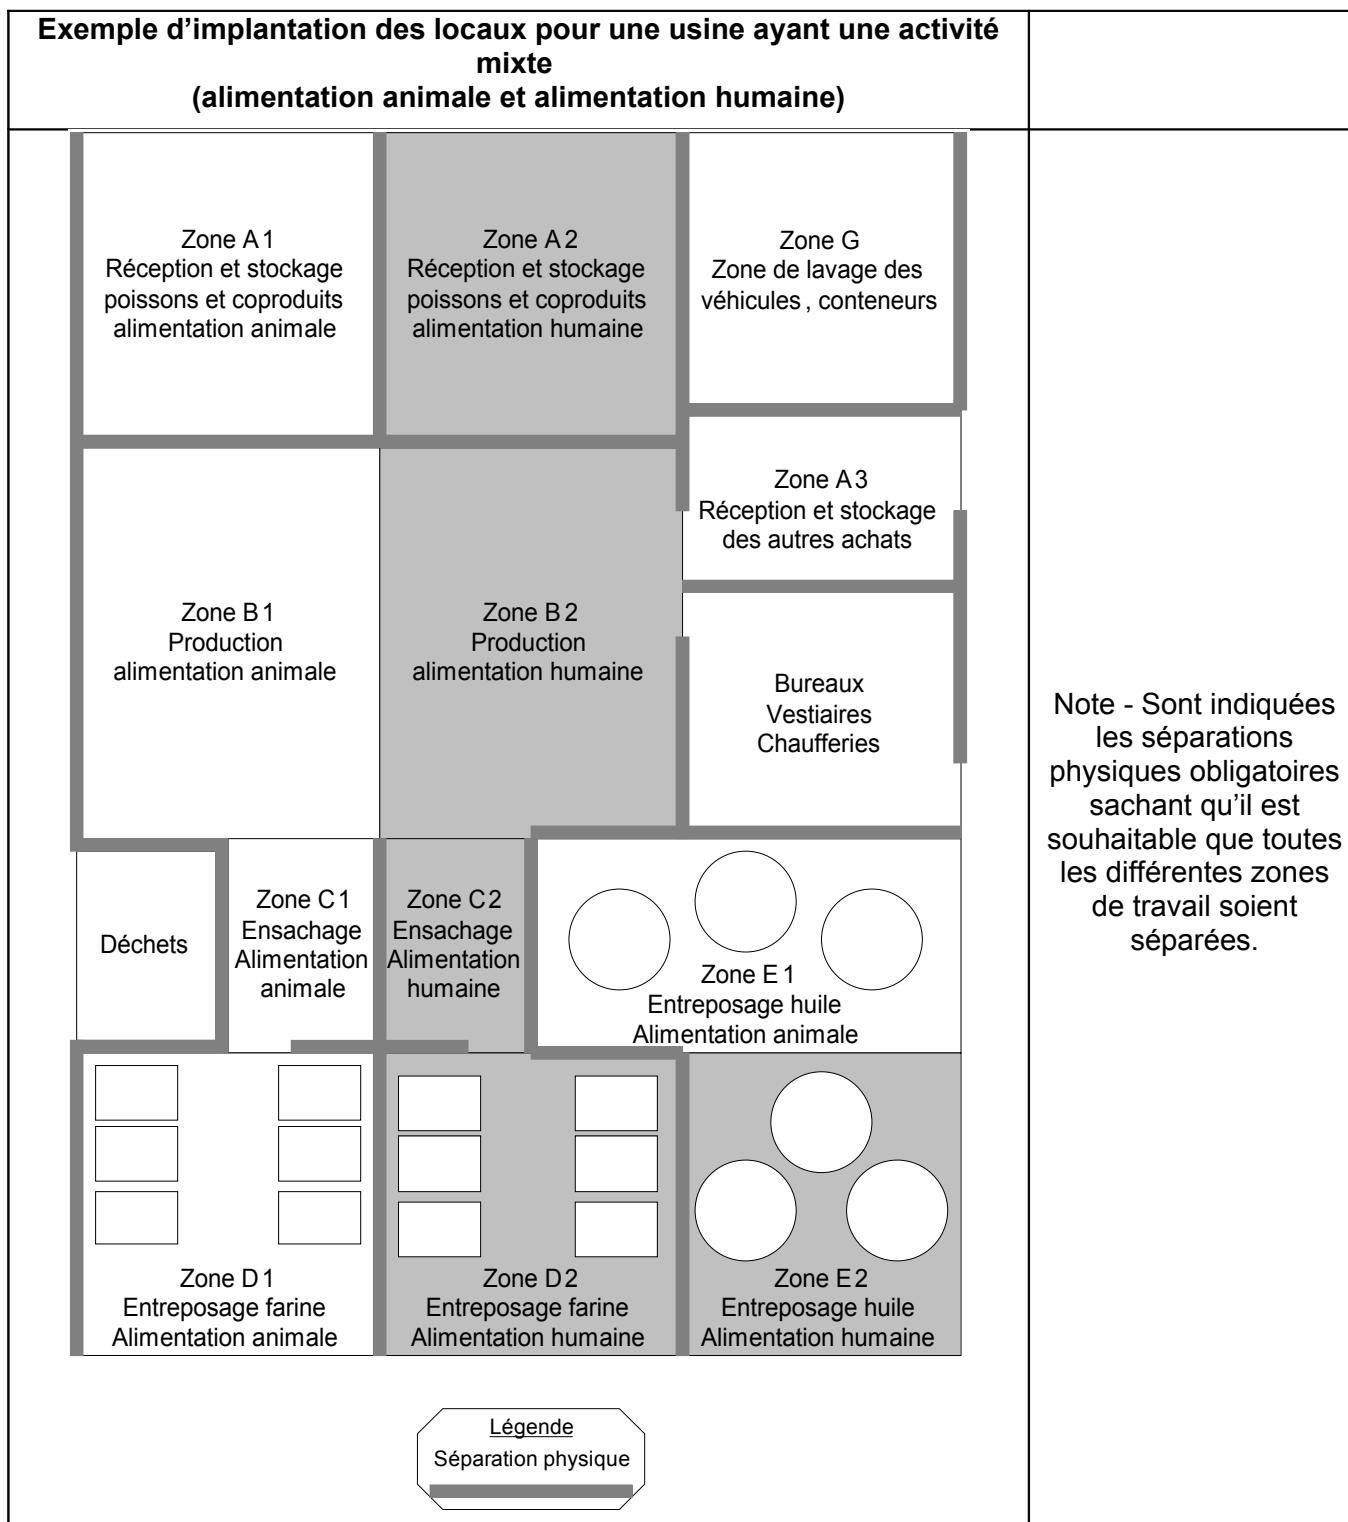 Exemple d’implantation des locaux pour une usine ayant une activité
mixte
(alimentation animale et alimentation humaine)
Zone A1
Réception et stockage
poissons et coproduits
alimentation animale
Zone A2
Réception et stockage
poissons et coproduits
alimentation humaine
Zone G
Zone de lavage des
véhicules, conteneurs
Zone A3
Réception et stockage
des autres achats
Zone B1
Production
alimentation animale
Zone B2
Production
alimentation humaine
Bureaux
Vestiaires
Chaufferies
Note - Sont indiquées
les séparations
physiques obligatoires
sachant qu’il est
souhaitable que toutes
les différentes zones
de travail soient
séparées.
Déchets
Zone C1
Ensachage
Alimentation
animale
Zone C2
Ensachage
Alimentation
humaine
Zone E1
Entreposage huile
Alimentation animale
Zone D1
Entreposage farine
Alimentation animale
Zone D2
Entreposage farine
Alimentation humaine
Zone E2
Entreposage huile
Alimentation humaine
Légende
Séparation physique